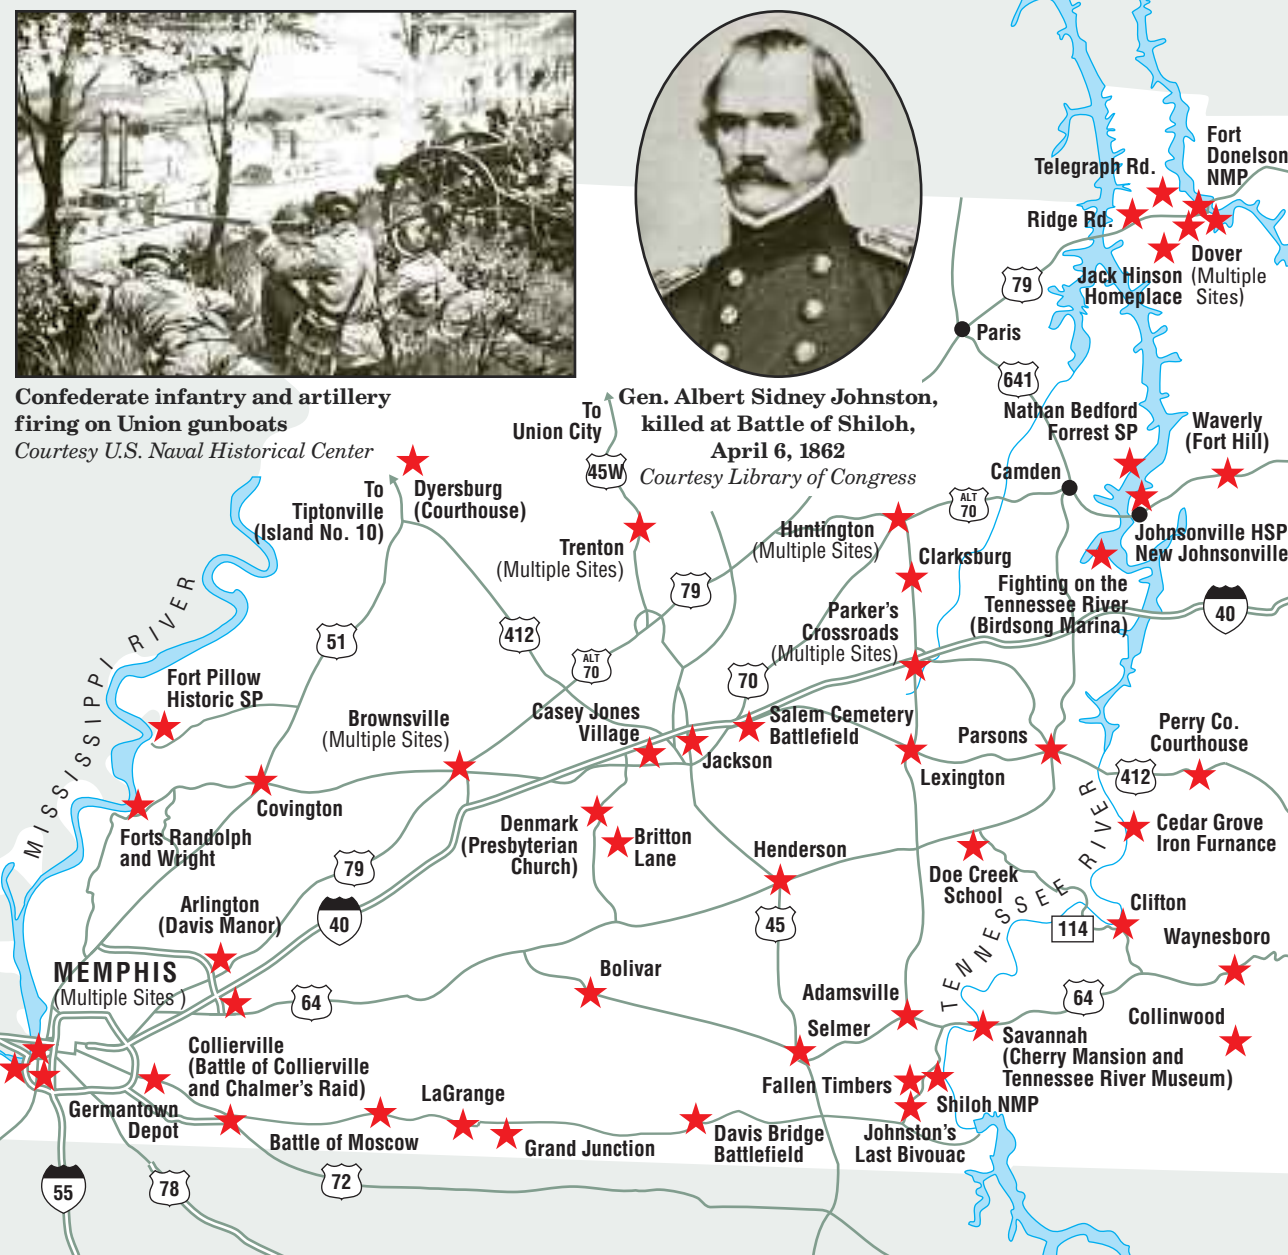 Confederate infantry and artillery
firing on Union gunboats
Courtesy U.S. Naval Historical Center
Gen. Albert Sidney Johnston,
killed at Battle of Shiloh,
April 6, 1862
Courtesy Library of Congress
Fort
Donelson
NMP
Telegraph Rd.
Ridge Rd.
Dover
(Multiple
Sites)
Jack Hinson
Homeplace
79
Paris
641
Nathan Bedford
Forrest SP
Waverly
(Fort Hill)
To
Union City
45W
Camden
ALT
70
Dyersburg
(Courthouse)
To
Tiptonville
(Island No. 10)
Trenton
(Multiple Sites)
Huntington
(Multiple Sites)
Clarksburg
Johnsonville HSP
New Johnsonville
Fighting on the
Tennessee River
(Birdsong Marina)
40
79
Parker's
Crossroads
(Multiple Sites)
51
412
ALT
70
70
MISSISSIPPI RIVER
Fort Pillow
Historic SP
Brownsville
(Multiple Sites)
Casey Jones
Village
Salem Cemetery
Battlefield
Jackson
Parsons
Lexington
Perry Co.
Courthouse
412
Covington
Forts Randolph
and Wright
Denmark
(Presbyterian
Church)
Britton
Lane
Henderson
Cedar Grove
Iron Furnance
Doe Creek
School
TENNESSEE RIVER
79
40
45
114
Clifton
Waynesboro
Arlington
(Davis Manor)
MEMPHIS
(Multiple Sites )
64
Bolivar
Adamsville
Selmer
64
Collinwood
Savannah
(Cherry Mansion and
Tennessee River Museum)
Collierville
(Battle of Collierville
and Chalmer's Raid)
Fallen Timbers
Shiloh NMP
Germantown
Depot
LaGrange
Battle of Moscow
Grand Junction
Davis Bridge
Battlefield
Johnston's
Last Bivouac
55
78
72